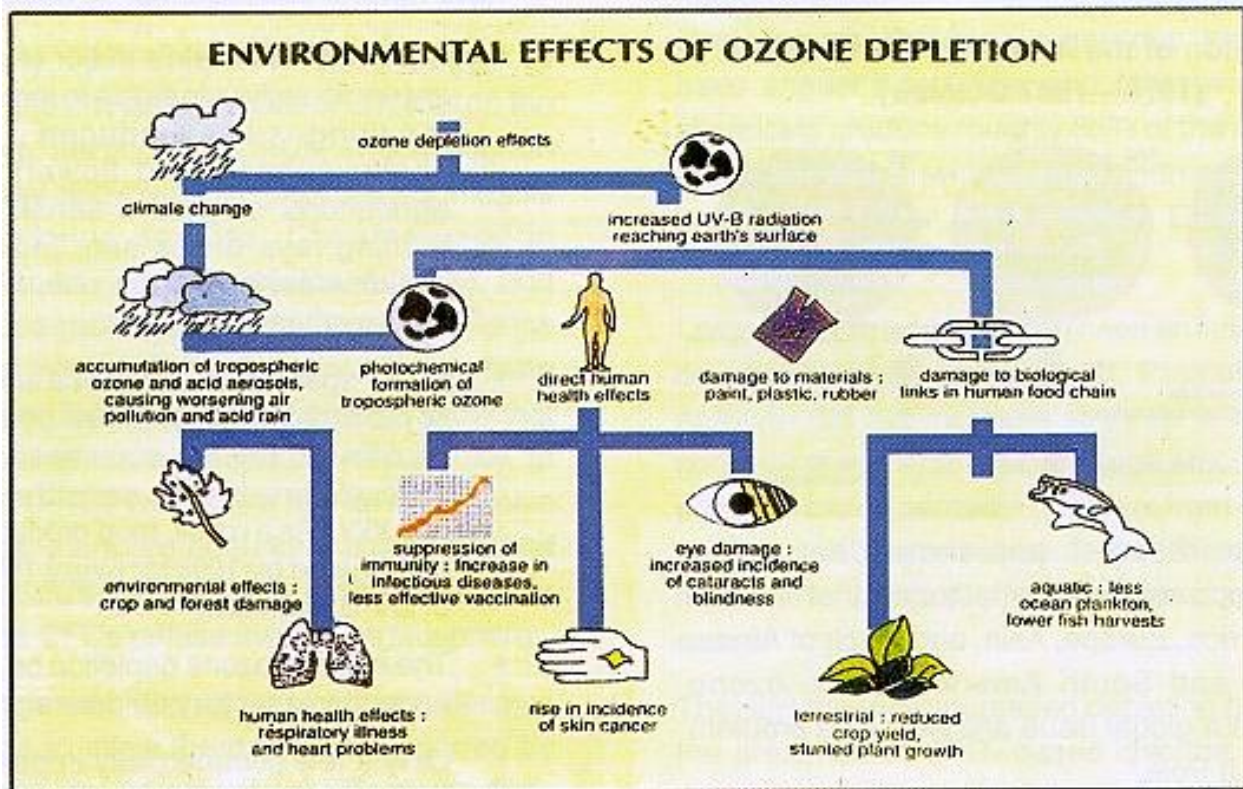 ENVIRONMENTAL EFFECTS OF OZONE DEPLETION
ozone depletion effects
climate change
increased UV-B radiation
reaching earth's surface
accumulation of tropospheric
ozone and acid aerosols,
causing worsening air
pollution and acid rain
photochemical
formation of
tropospheric ozone
direct human
health effects
damage to materials :
paint, plastic, rubber
damage to biological
links in human food chain
environmental effects :
crop and forest damage
suppression of
immunity : Increase in
infectious diseases,
less effective vaccination
eye damage :
increased incidence
of cataracts and
blindness
aquatic : less
ocean plankton,
lower fish harvests
human health effects :
respiratory illness
and heart problems
rise in incidence
of skin cancer
terrestrial : reduced
crop yield,
stunted plant growth